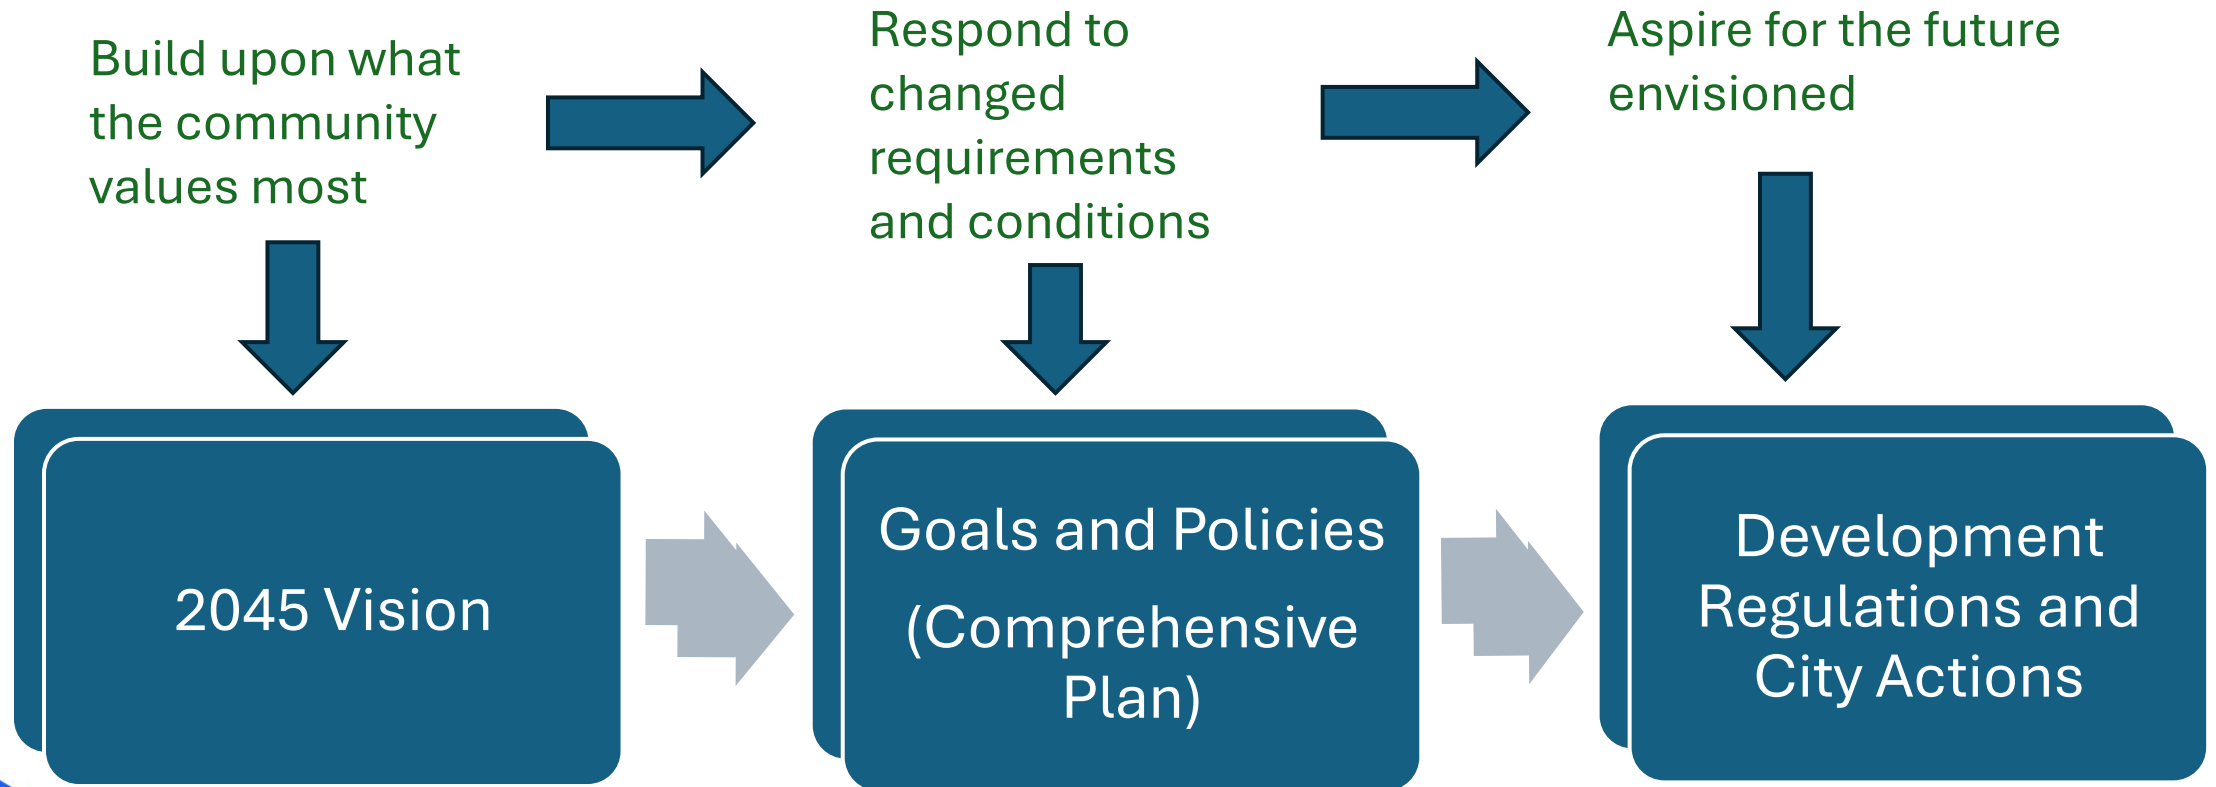 Build upon what
the community
values most
Respond to
changed
requirements
and conditions
Aspire for the future
envisioned
2045 Vision
Goals and Policies
(Comprehensive
Plan)
Development
Regulations and
City Actions